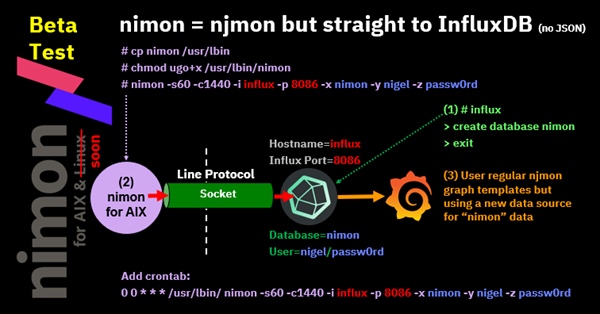 Beta
Test
nimon = njmon but straight to InfluxDB (no JSON)
# cp nimon /usr/lbin
# chmod ugo+x /usr/lbin/nimon
# nimon -s60 -c1440 -i influx -p 8086 -x nimon -y nigel -z passw0rd
nimon
for AIX & Linux
soon
(2)
nimon
for AIX
Line Protocol
Socket
Hostname=influx
Influx Port=8086
Database=nimon
User=nigel/passw0rd
(1) # influx
> create database nimon
> exit
(3) User regular njmon
graph templates but
using a new data source
for “nimon” data
Add crontab:
0 0 * * * /usr/lbin/ nimon -s60 -c1440 -i influx -p 8086 -x nimon -y nigel -z passw0rd